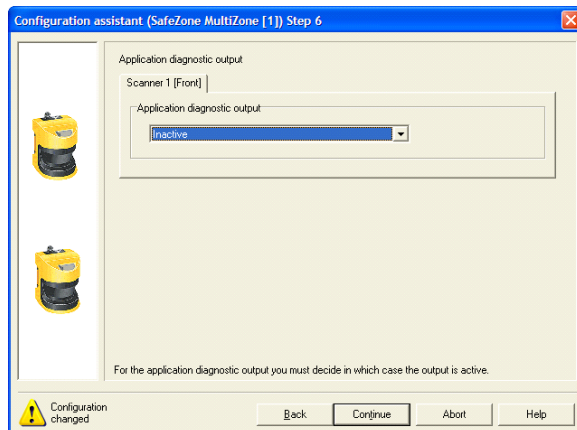 Configuration assistant (SafeZone MultiZone [1]) Step 6
Application diagnostic output
Scanner 1 [Front]
Application diagnostic output
Inactive
For the application diagnostic output you must decide in which case the output is active.
Configuration
changed
Back
Continue
Abort
Help